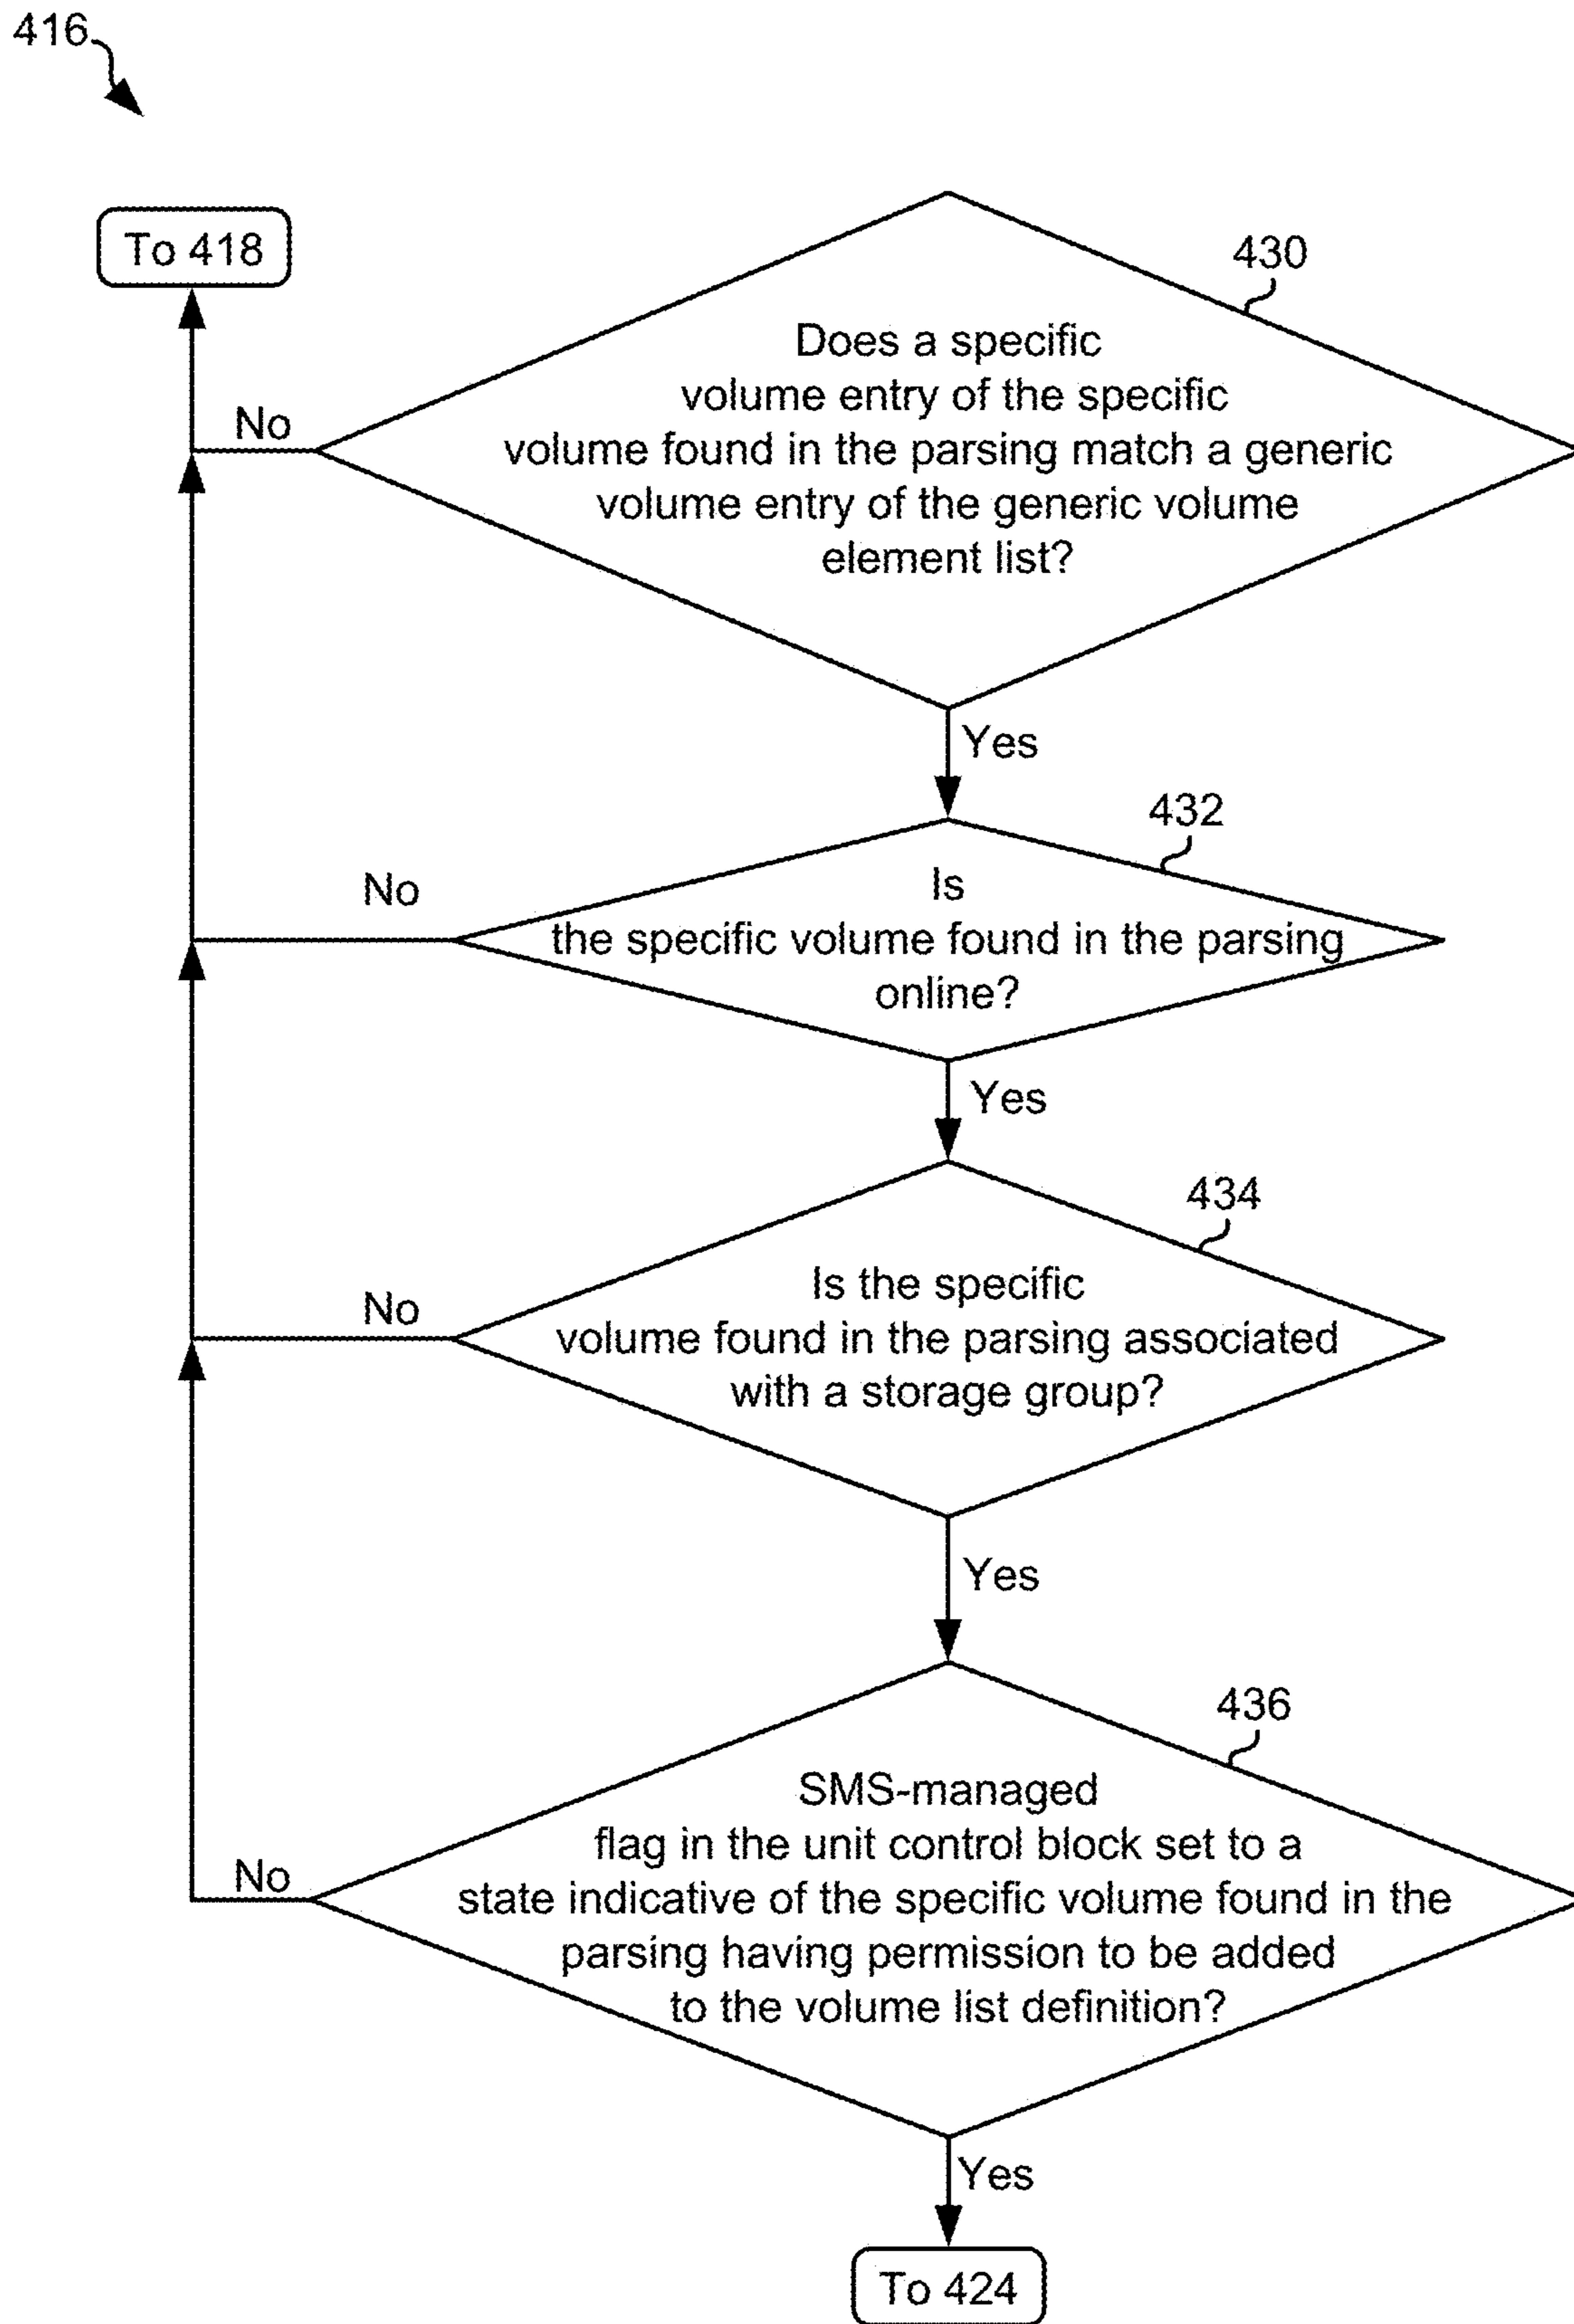 416
To 418
430
Does a specific
volume entry of the specific
volume found in the parsing match a generic
volume entry of the generic volume
element list?
No
Yes
432
Is
the specific volume found in the parsing
online?
No
Yes
434
Is the specific
volume found in the parsing associated
with a storage group?
No
Yes
436
SMS-managed
flag in the unit control block set to a
state indicative of the specific volume found in the
parsing having permission to be added
to the volume list definition?
No
Yes
To 424